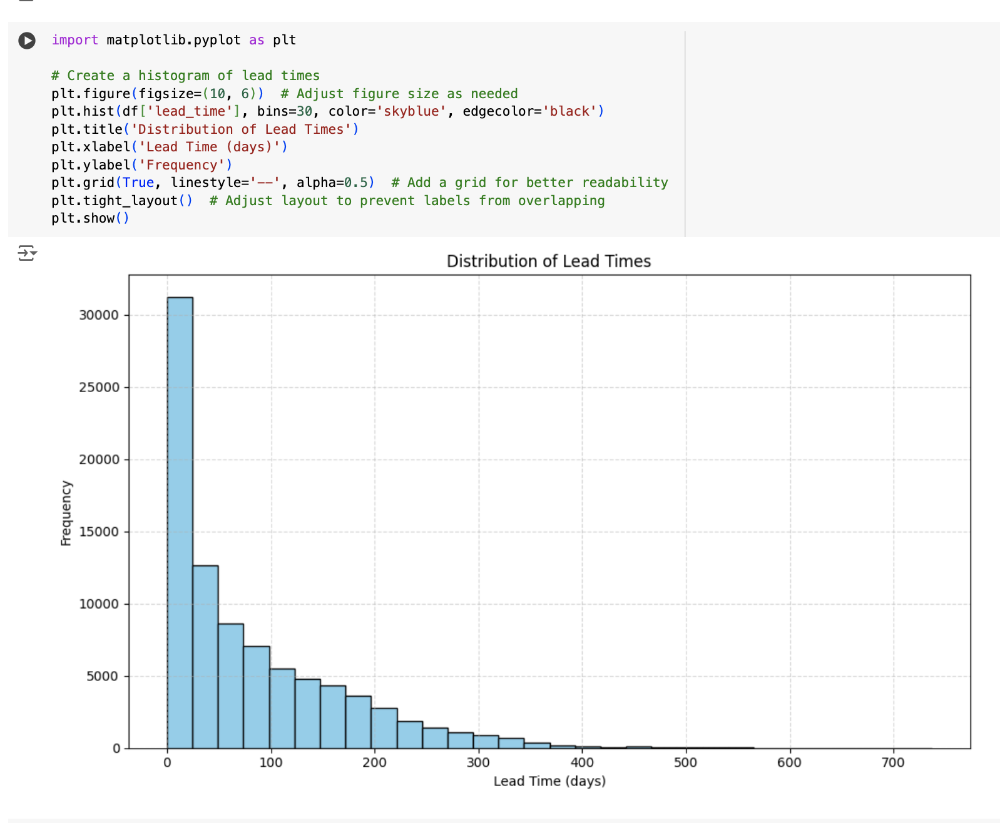 import matplotlib.pyplot as plt
# Create a histogram of lead times
plt.figure(figsize=(10, 6))  # Adjust figure size as needed
plt.hist(df['lead_time'], bins=30, color='skyblue', edgecolor='black')
plt.title('Distribution of Lead Times')
plt.xlabel('Lead Time (days)')
plt.ylabel('Frequency')
plt.grid(True, linestyle='--', alpha=0.5)  # Add a grid for better readability
plt.tight_layout()  # Adjust layout to prevent labels from overlapping
plt.show()
Distribution of Lead Times
30000
25000
20000
15000
10000
5000
0
Frequency
0 100 200 300 400 500 600 700
Lead Time (days)